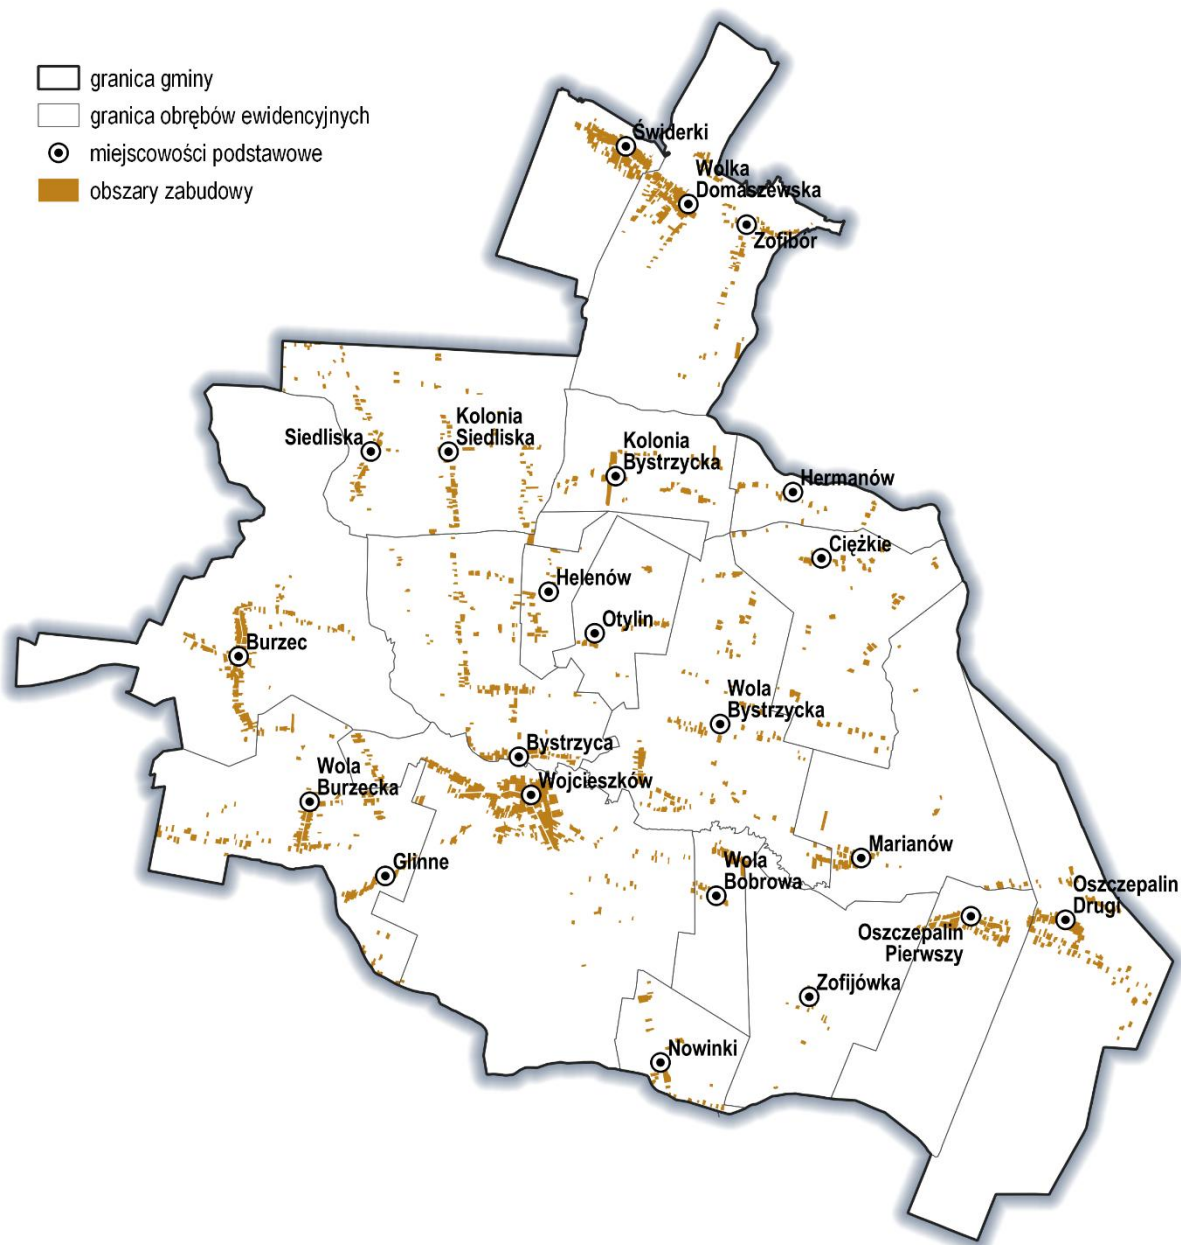 granica gminy
granica obrębów ewidencyjnych
miejscowości podstawowe
obszary zabudowy
Świderki
Wolka
Domaszewska
Zofibór
Kolonia
Siedliska
Siedliska
Kolonia
Bystrzycka
Hermanów
Ciężkie
Helenów
Otylin
Burzec
Wola
Bystrzycka
Bystrzyca
Wola
Burzecka
Wojcieszków
Glinne
Marianów
Wola
Bobrowa
Oszczepalin
Drugi
Oszczepalin
Pierwszy
Zofijówka
Nowinki